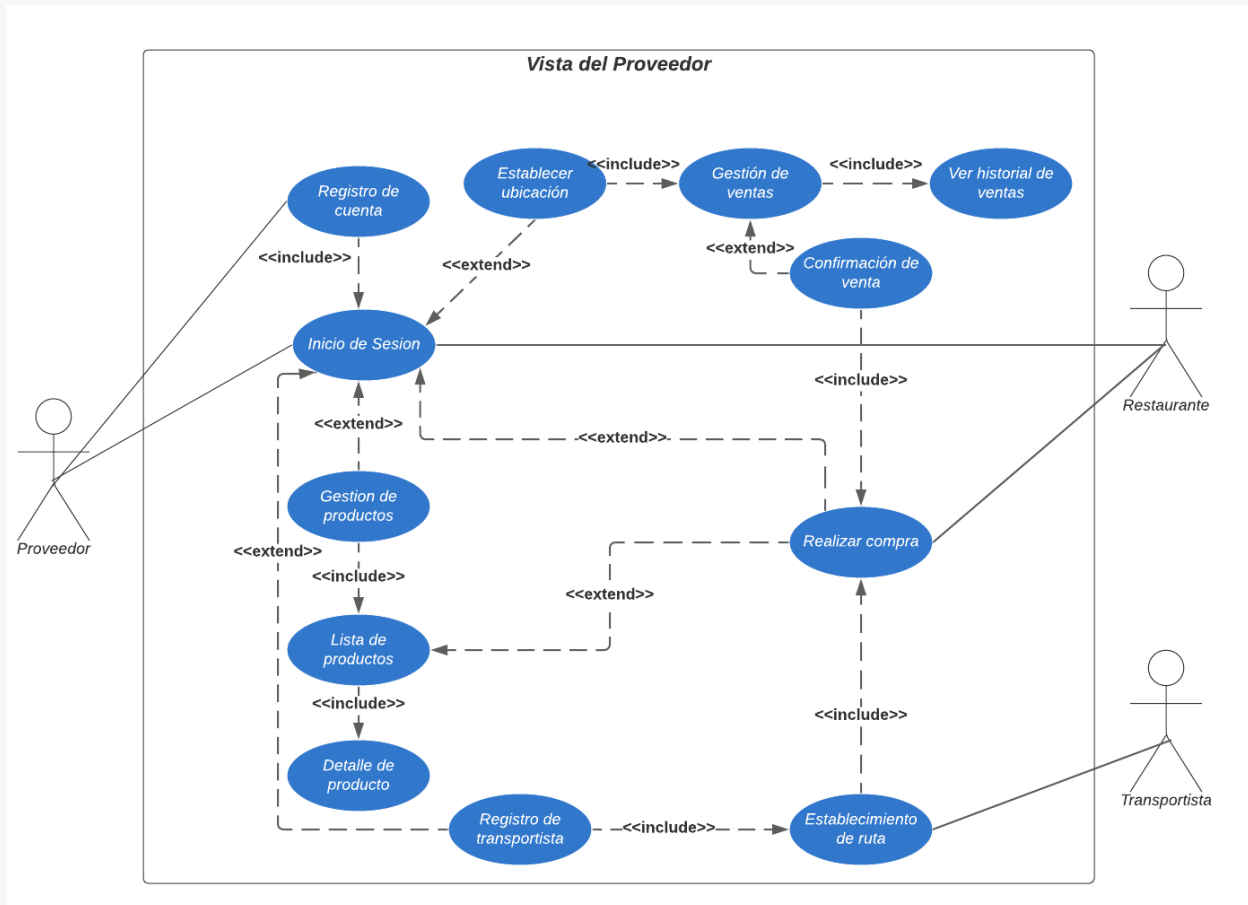 Vista del Proveedor
Registro de
cuenta
Establecer
ubicación
<<include>>
Gestión de
ventas
<<include>>
Ver historial de
ventas
<<include>>
<<extend>>
<<extend>>
Confirmación de
venta
Inicio de Sesion
<<include>>
Restaurante
<<extend>>
<<extend>>
Gestion de
productos
Realizar compra
Proveedor
<<extend>>
<<include>>
<<extend>>
Lista de
productos
<<include>>
<<include>>
Detalle de
producto
Transportista
Registro de
transportista
<<include>>
Establecimiento
de ruta